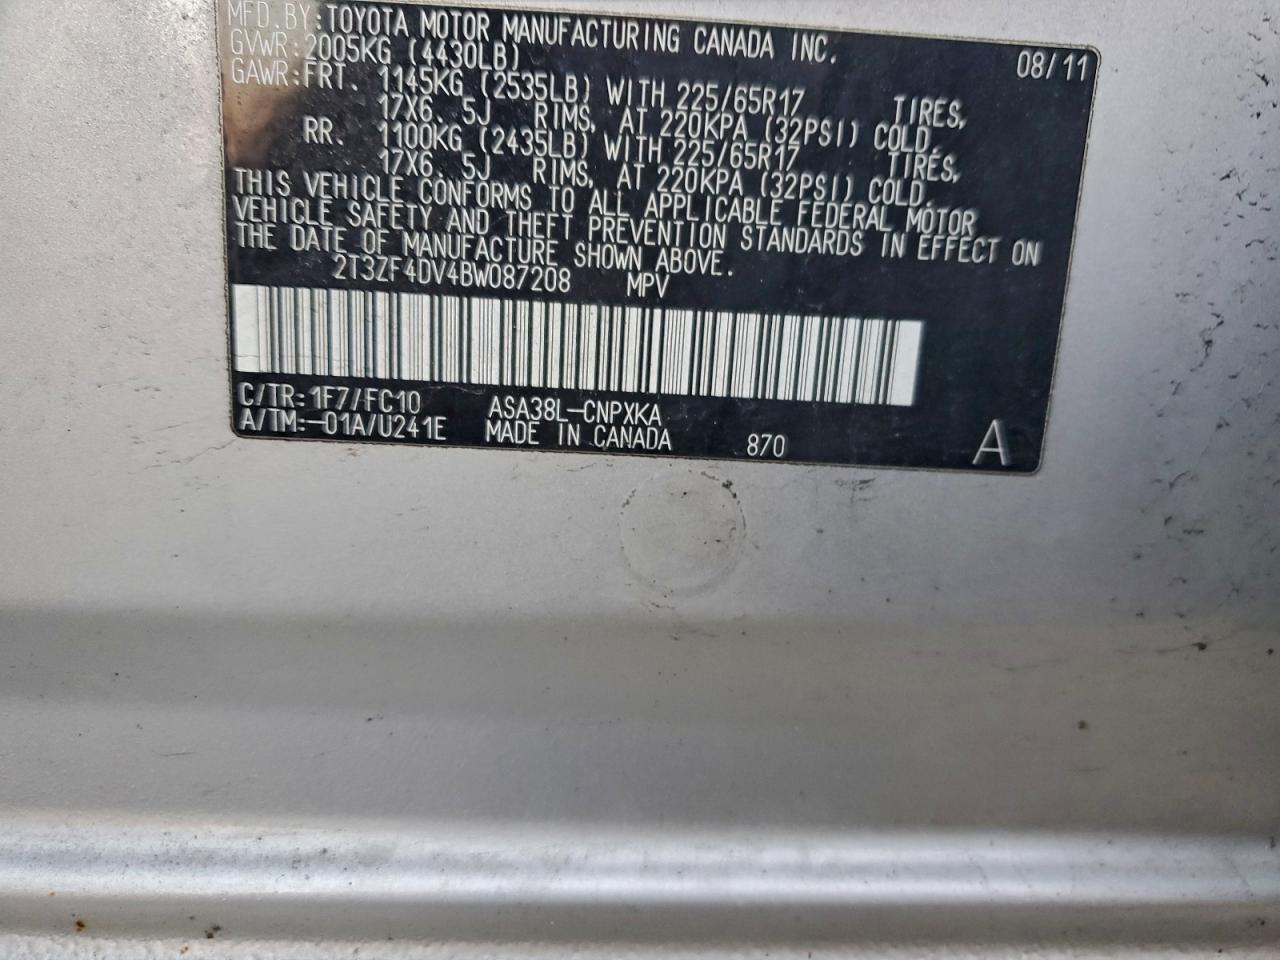 MFD.BY:TOYOTA MOTOR MANUFACTURING CANADA INC.
GVWR:2005KG (4430LB) 08/11
GAWR:FRT. 1145KG (2535LB) WITH 225/65R17 TIRES,
17X6.5J RIMS, AT 220KPA (32PSI) COLD.
RR. 1100KG (2435LB) WITH 225/65R17 TIRES,
17X6.5J RIMS, AT 220KPA (32PSI) COLD.
THIS VEHICLE CONFORMS TO ALL APPLICABLE FEDERAL MOTOR
VEHICLE SAFETY AND THEFT PREVENTION STANDARDS IN EFFECT ON
THE DATE OF MANUFACTURE SHOWN ABOVE.
2T3ZF4DV4BW087208 MPV
C/TR:1F7/FC10 ASA38L-CNPXKA
A/TM:-01A/U241E MADE IN CANADA 870 A